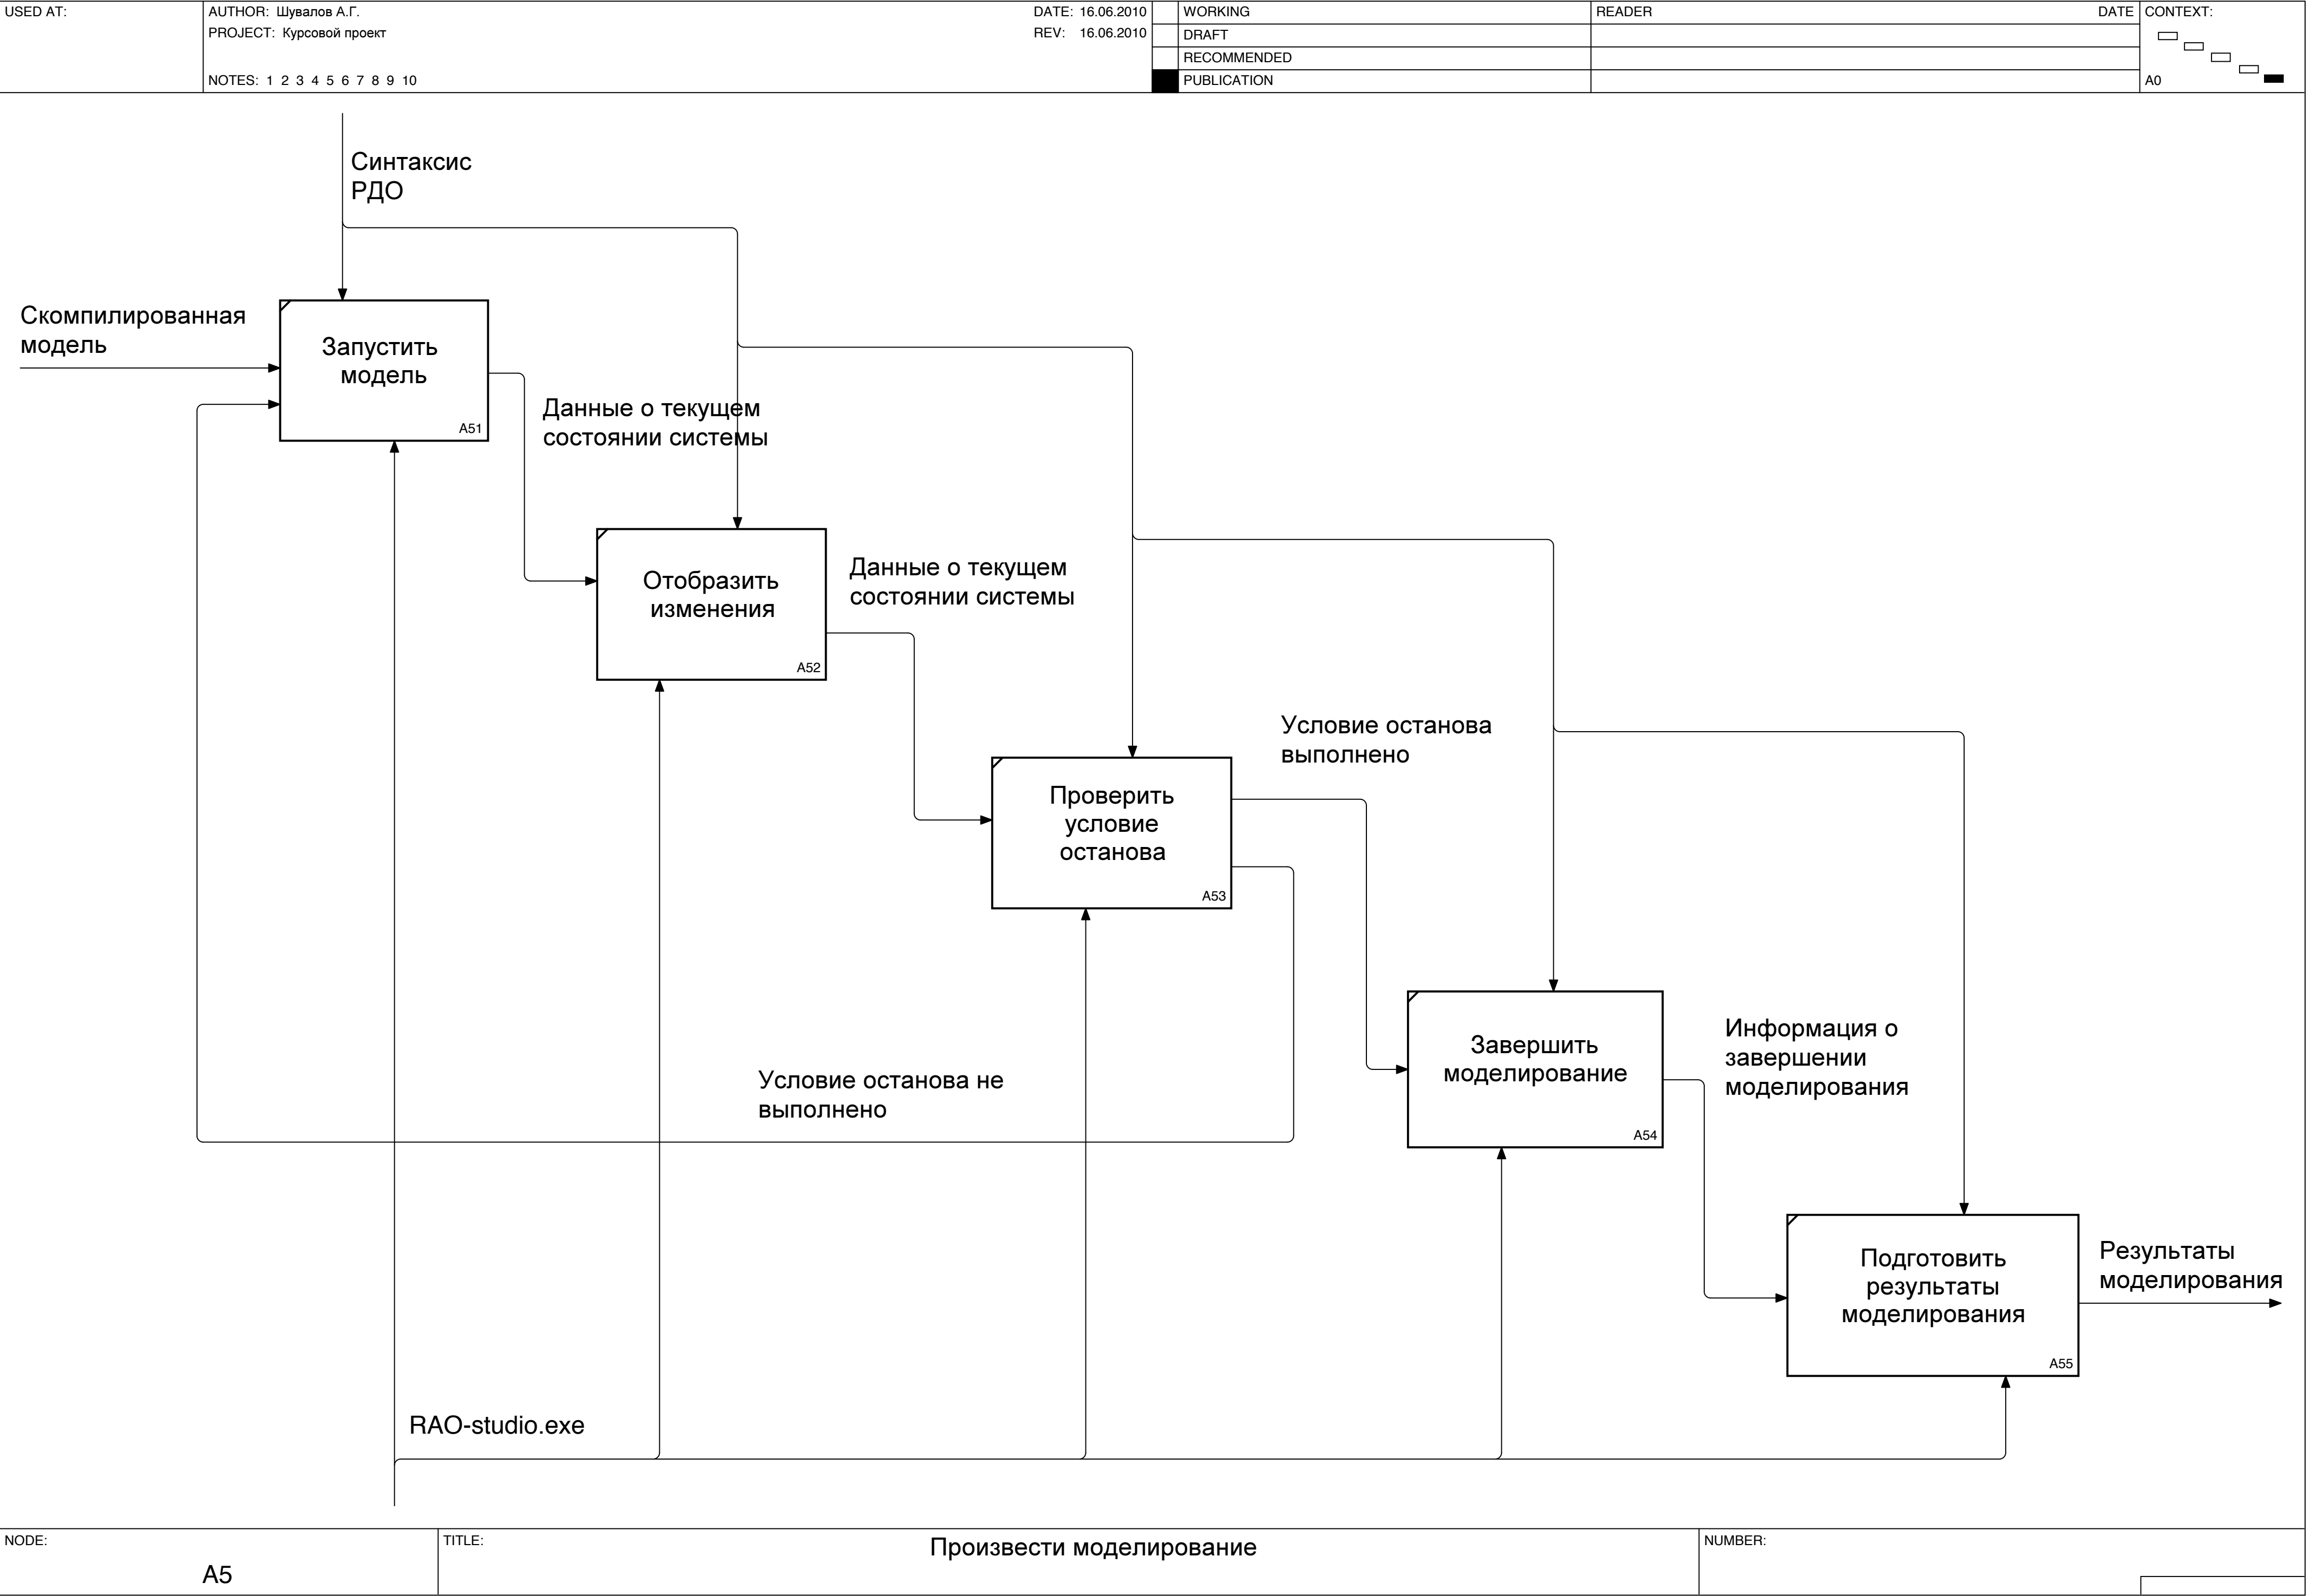 USED AT:
AUTHOR: Шувалов А.Г.
DATE: 16.06.2010
WORKING
READER
DATE
CONTEXT:
PROJECT: Курсовой проект
REV: 16.06.2010
DRAFT
RECOMMENDED
NOTES: 1 2 3 4 5 6 7 8 9 10
PUBLICATION
A0
Синтаксис
РДО
Скомпилированная
модель
Запустить
модель
A51
Данные о текущем
состоянии системы
Отобразить
изменения
A52
Данные о текущем
состоянии системы
Условие останова
выполнено
Проверить
условие
останова
A53
Завершить
моделирование
A54
Информация о
завершении
моделирования
Условие останова не
выполнено
Подготовить
результаты
моделирования
A55
Результаты
моделирования
RAO-studio.exe
NODE:
A5
TITLE:
Произвести моделирование
NUMBER: